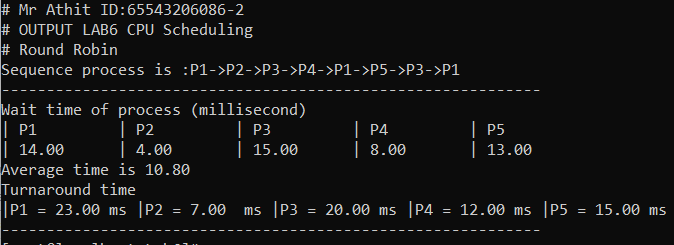 # Mr Athit ID:65543206086-2
# OUTPUT LAB6 CPU Scheduling
# Round Robin
Sequence process is :P1->P2->P3->P4->P1->P5->P3->P1
------------------------------------------------------------
Wait time of process (millisecond)
| P1         | P2         | P3         | P4         | P5
| 14.00      | 4.00       | 15.00      | 8.00       | 13.00
Average time is 10.80
Turnaround time
|P1 = 23.00 ms |P2 = 7.00  ms |P3 = 20.00 ms |P4 = 12.00 ms |P5 = 15.00 ms
------------------------------------------------------------